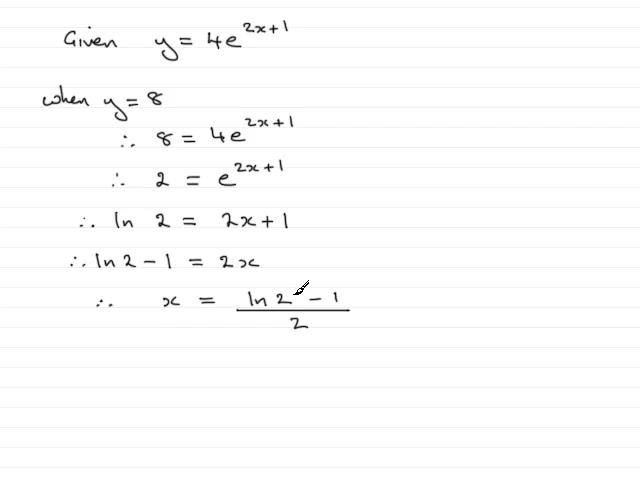 Given y = 4e^{2x+1}
when y = 8
∴ 8 = 4e^{2x+1}
∴ 2 = e^{2x+1}
∴ ln 2 = 2x + 1
∴ ln 2 - 1 = 2x
∴ x = \frac{ln 2 - 1}{2}